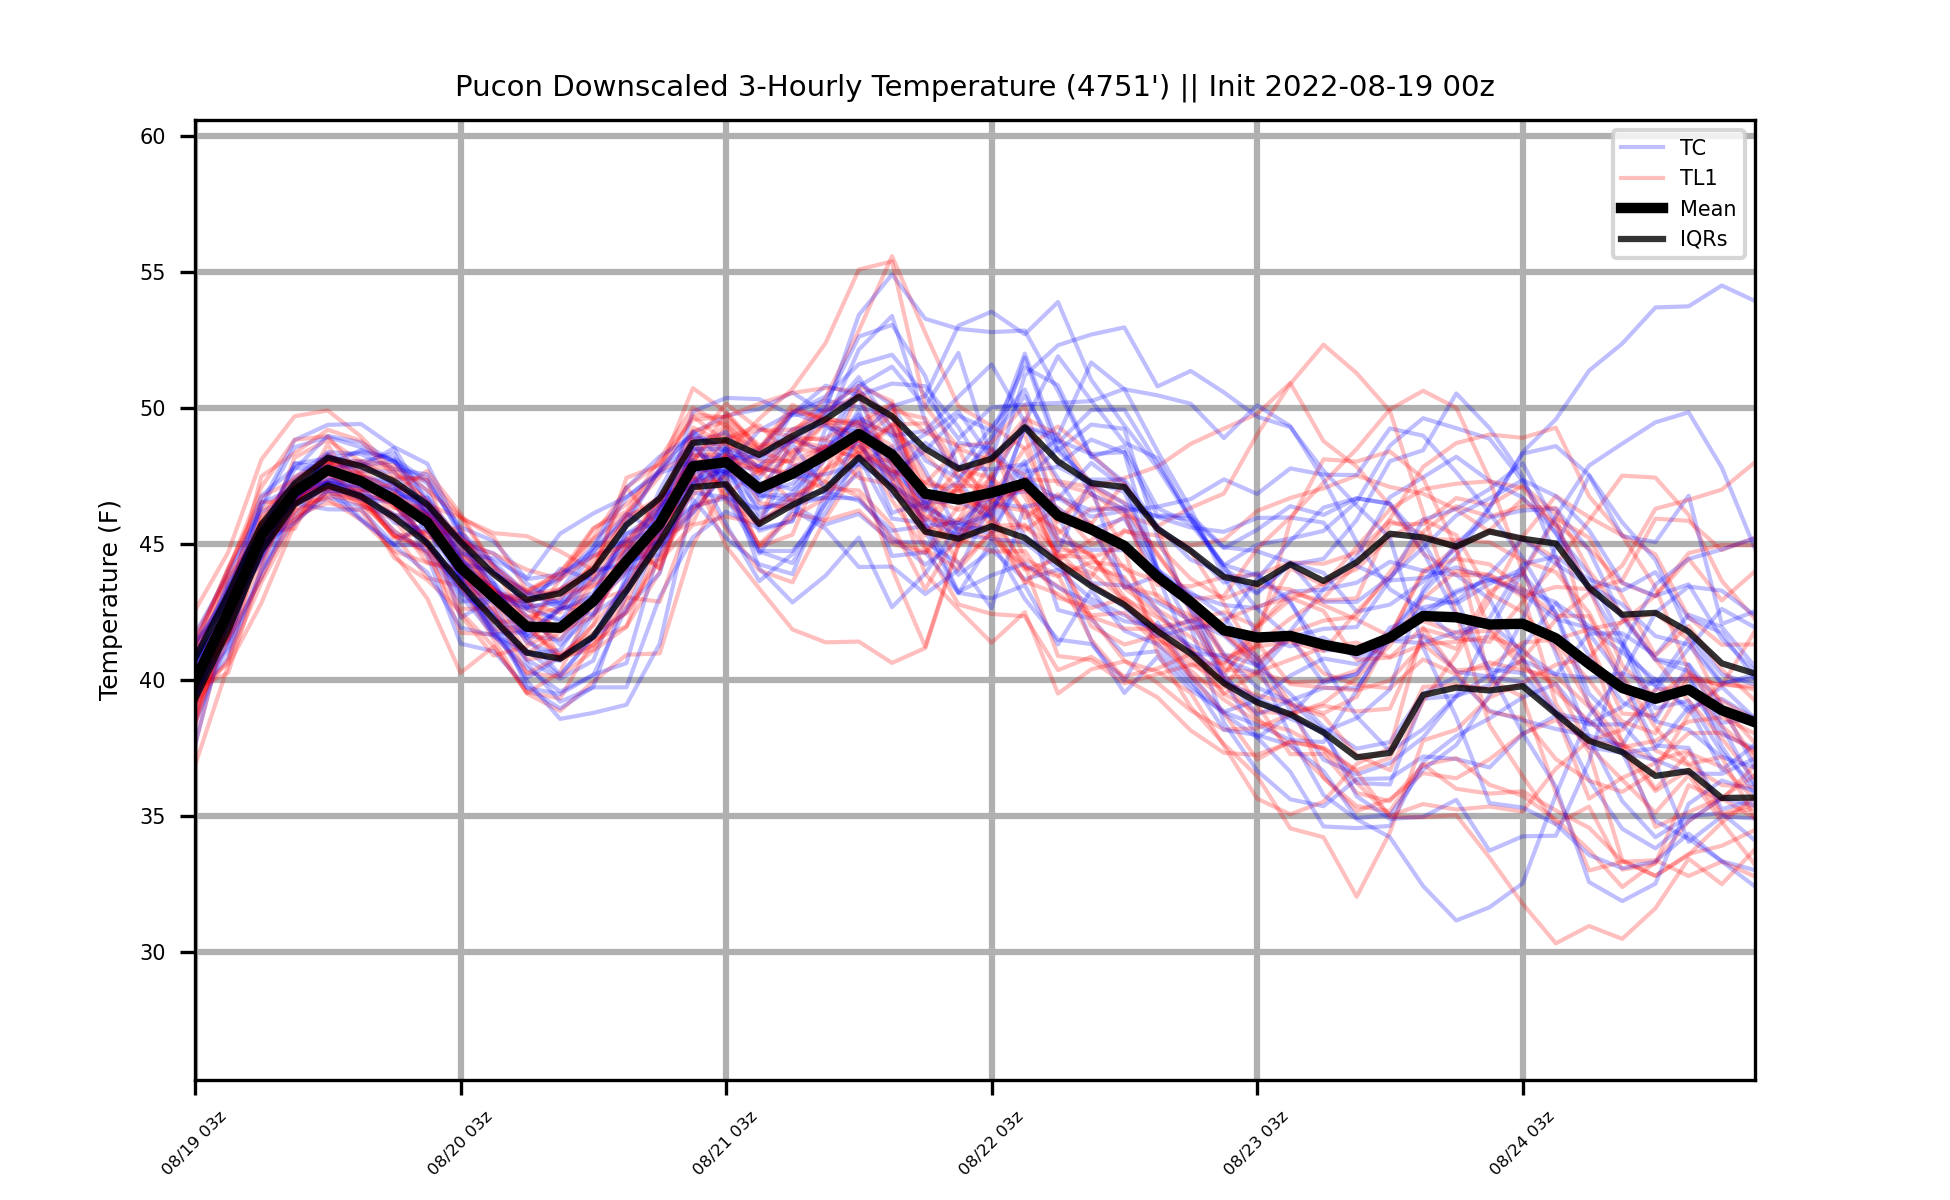 Pucon Downscaled 3-Hourly Temperature (4751') || Init 2022-08-19 00z
TC
TL1
Mean
IQRs
Temperature (F)
60
55
50
45
40
35
30
08/19 03z
08/20 03z
08/21 03z
08/22 03z
08/23 03z
08/24 03z